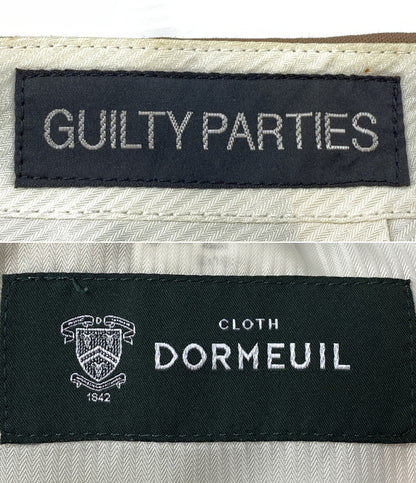 GUILTY PARTIES
CLOTH
DORMEUIL
D
1842